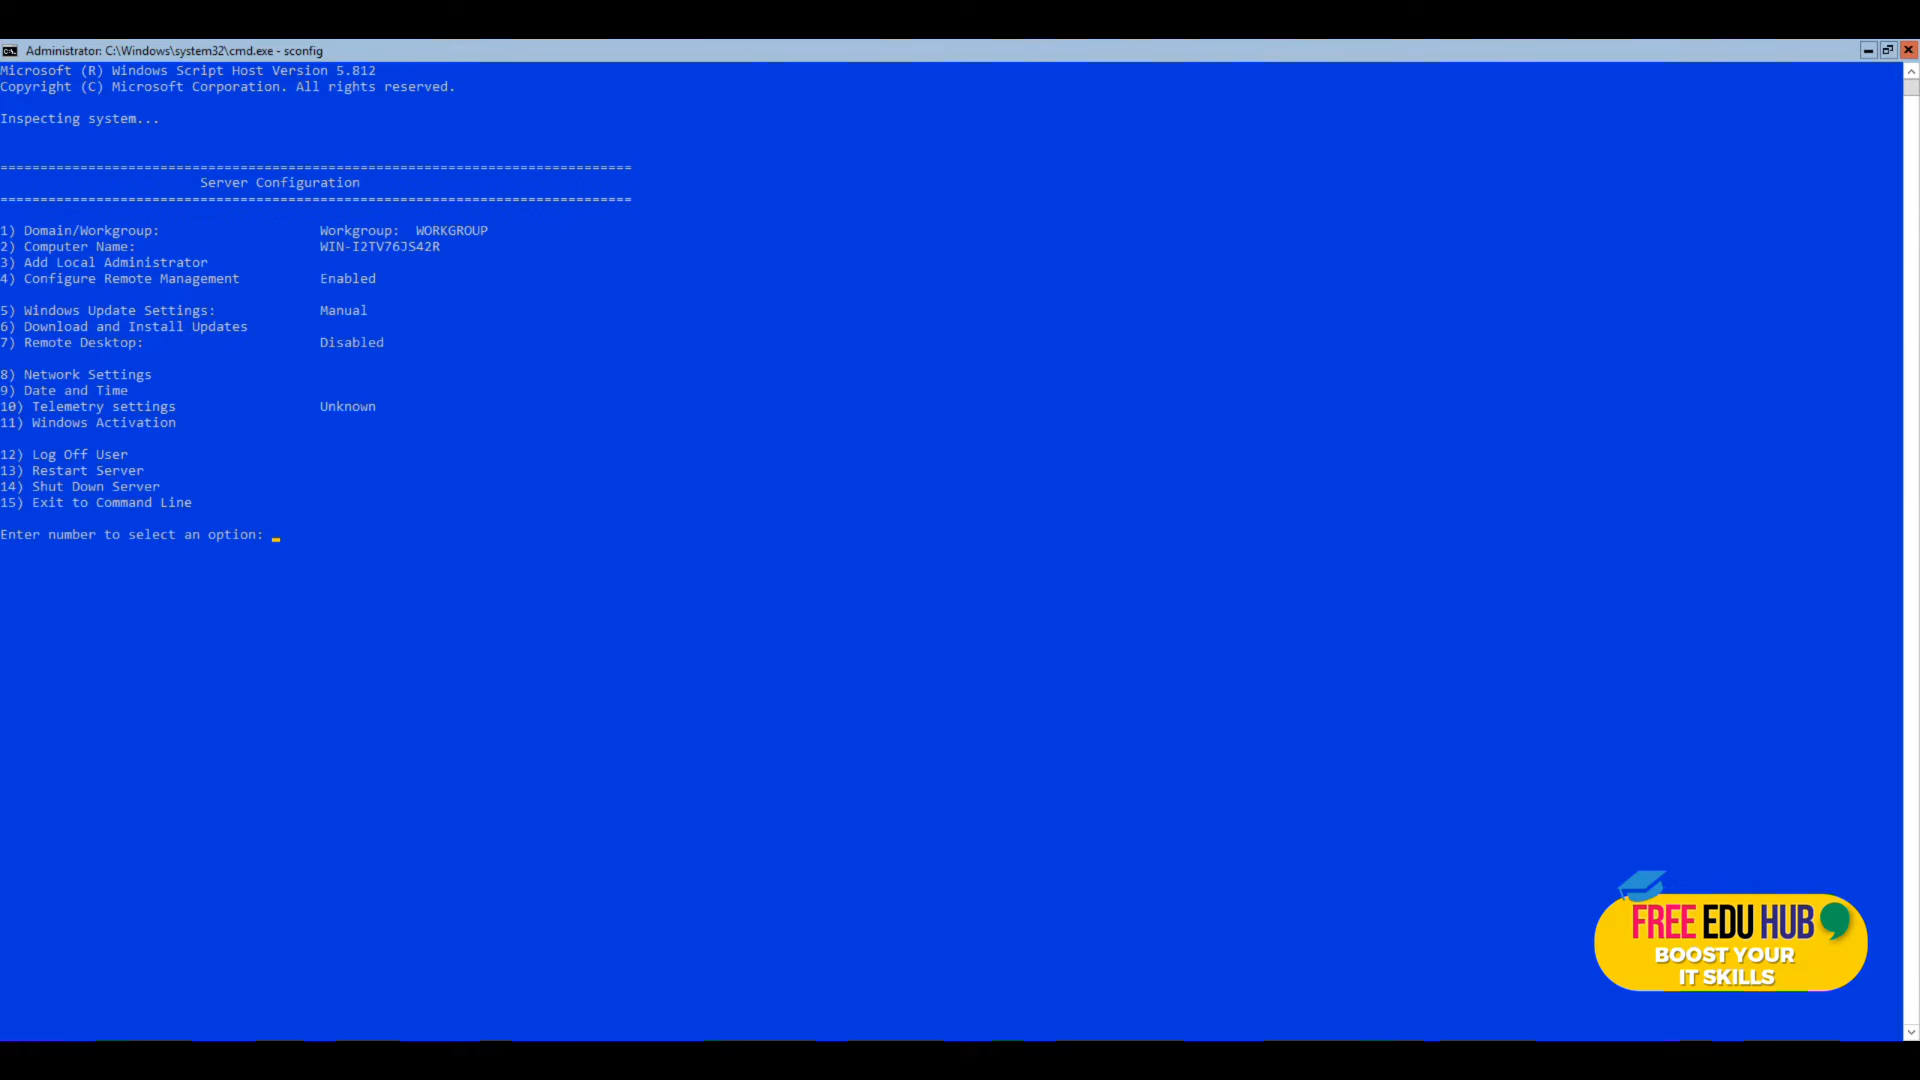 Administrator: C:\Windows\system32\cmd.exe - sconfig
Microsoft (R) Windows Script Host Version 5.812
Copyright (C) Microsoft Corporation. All rights reserved.
Inspecting system...
===============================================================================
Server Configuration
===============================================================================
1) Domain/Workgroup: Workgroup: WORKGROUP
2) Computer Name: WIN-I2TV76JS42R
3) Add Local Administrator
4) Configure Remote Management Enabled
5) Windows Update Settings: Manual
6) Download and Install Updates
7) Remote Desktop: Disabled
8) Network Settings
9) Date and Time
10) Telemetry settings Unknown
11) Windows Activation
12) Log Off User
13) Restart Server
14) Shut Down Server
15) Exit to Command Line
Enter number to select an option:
FREE EDU HUB
BOOST YOUR
IT SKILLS